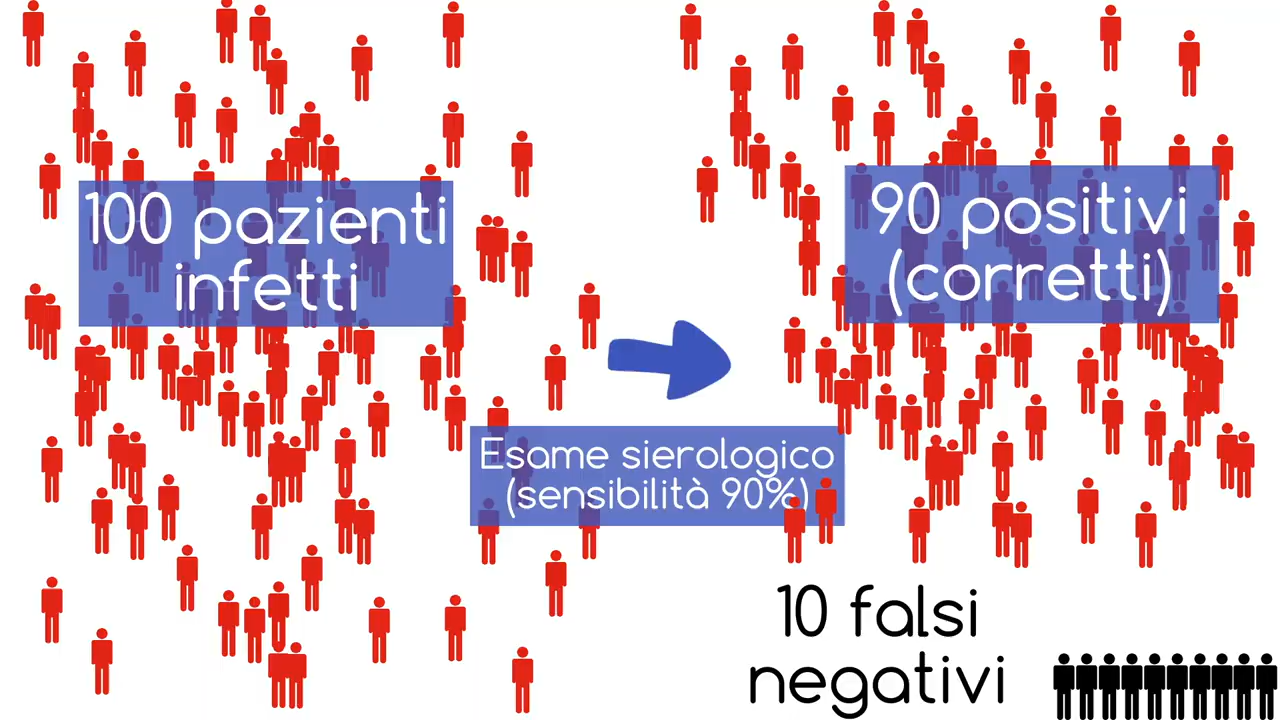 100 pazienti
infetti
90 positivi
(corretti)
Esame sierologico
(sensibilità 90%)
10 falsi
negativi